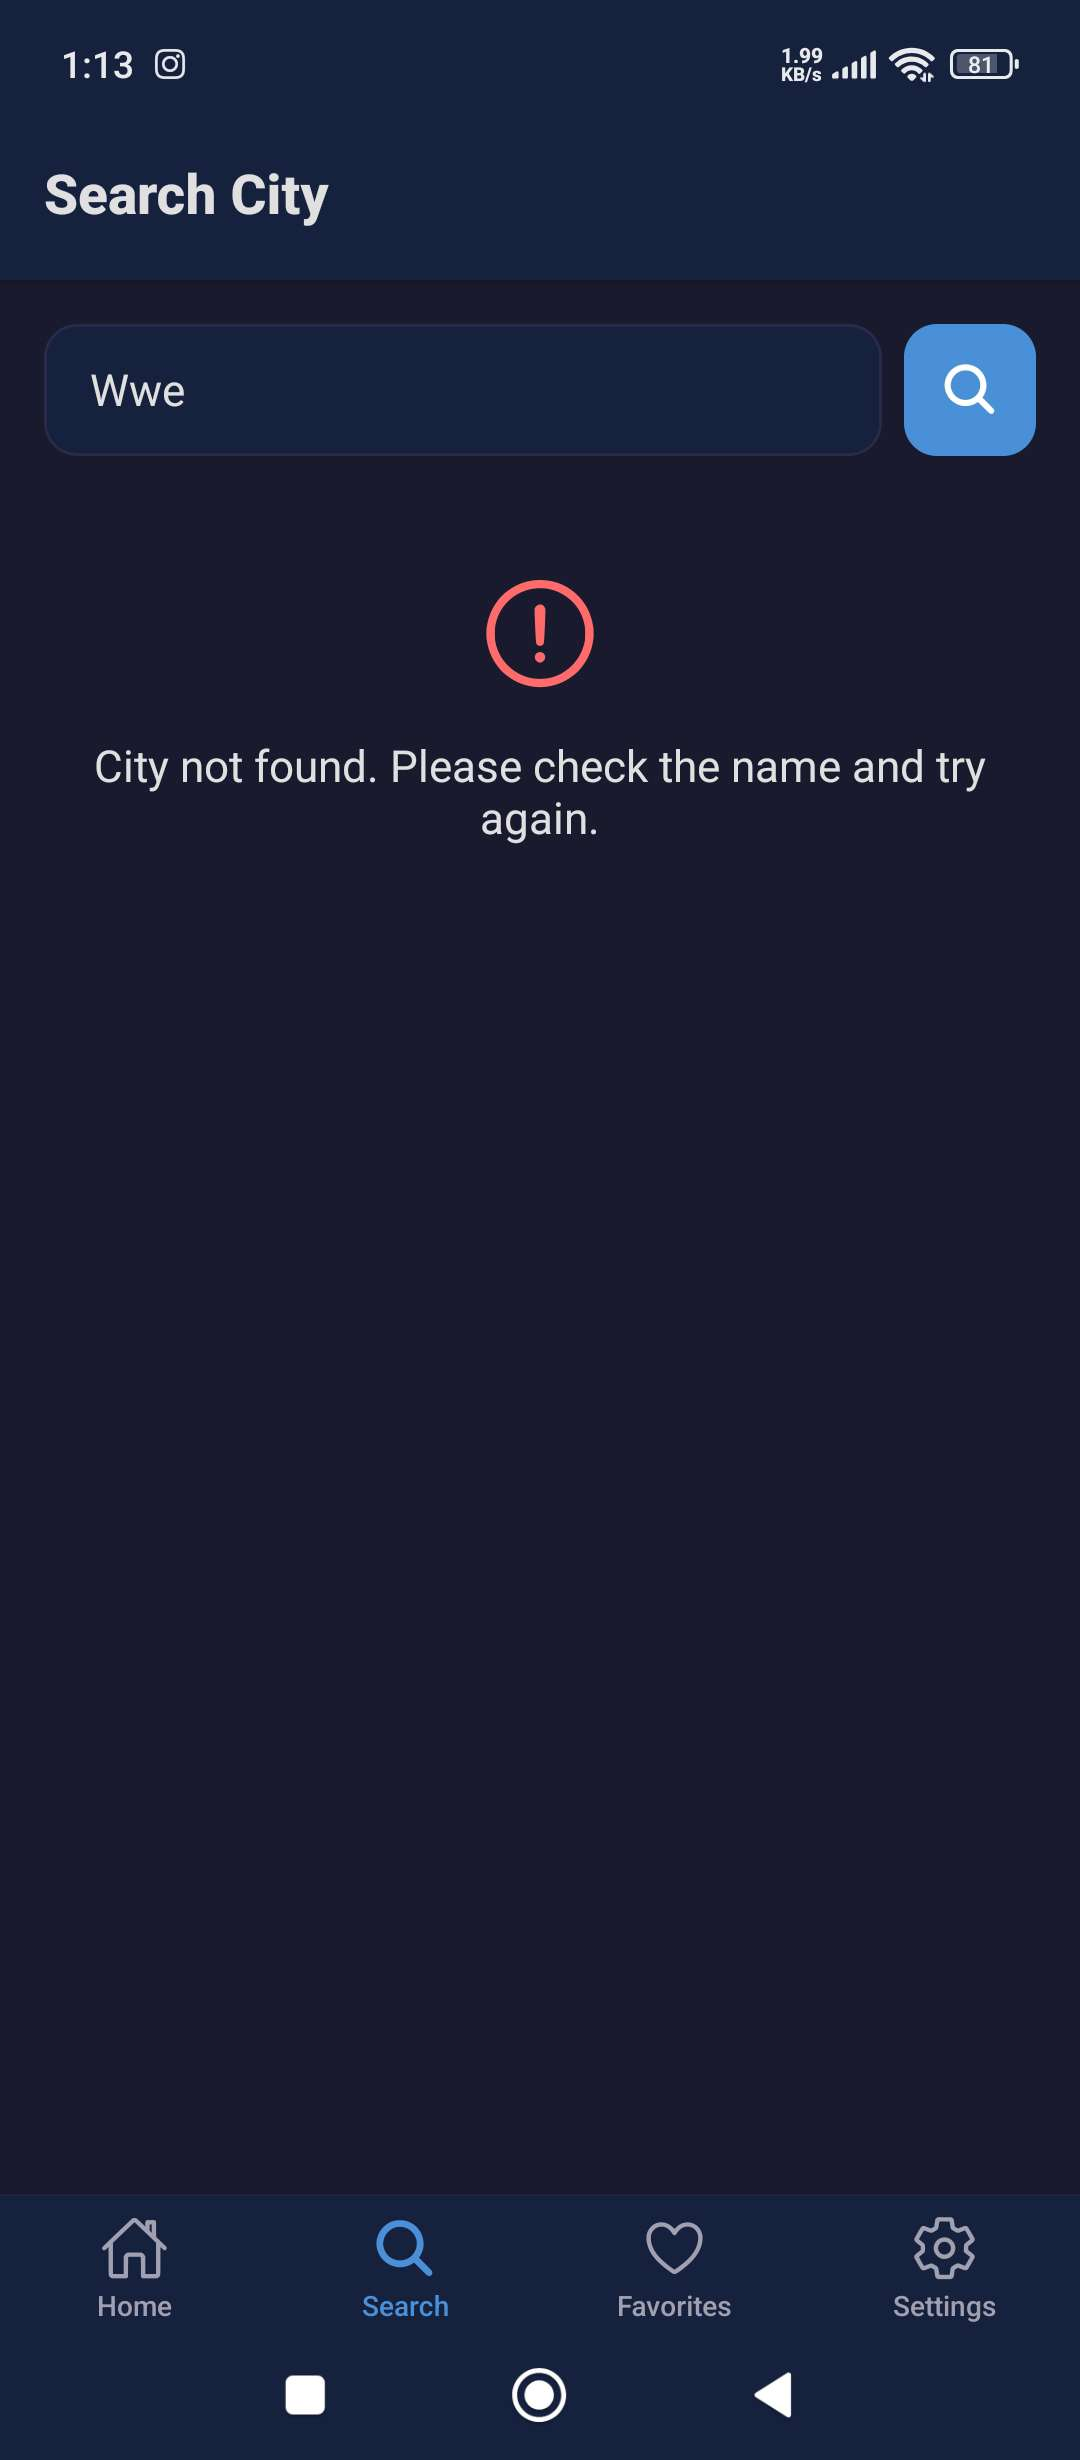 1:13
1.99
KB/s
81
Search City
Wwe
City not found. Please check the name and try
again.
Home
Search
Favorites
Settings